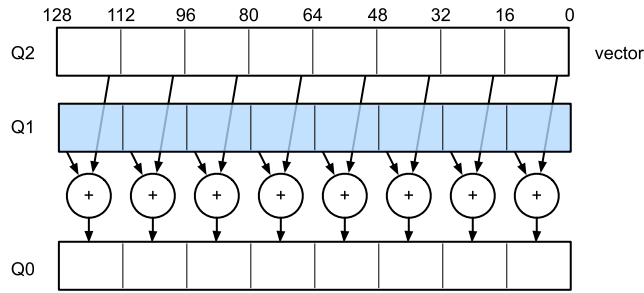 128 112 96 80 64 48 32 16 0
Q2 vector
Q1
+ + + + + + + +
Q0